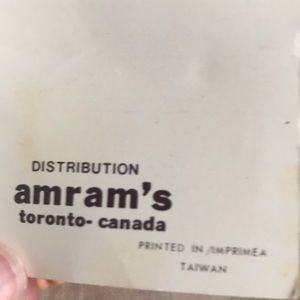 DISTRIBUTION
amram's
toronto- canada
PRINTED IN /IMPRIMEA
TAIWAN